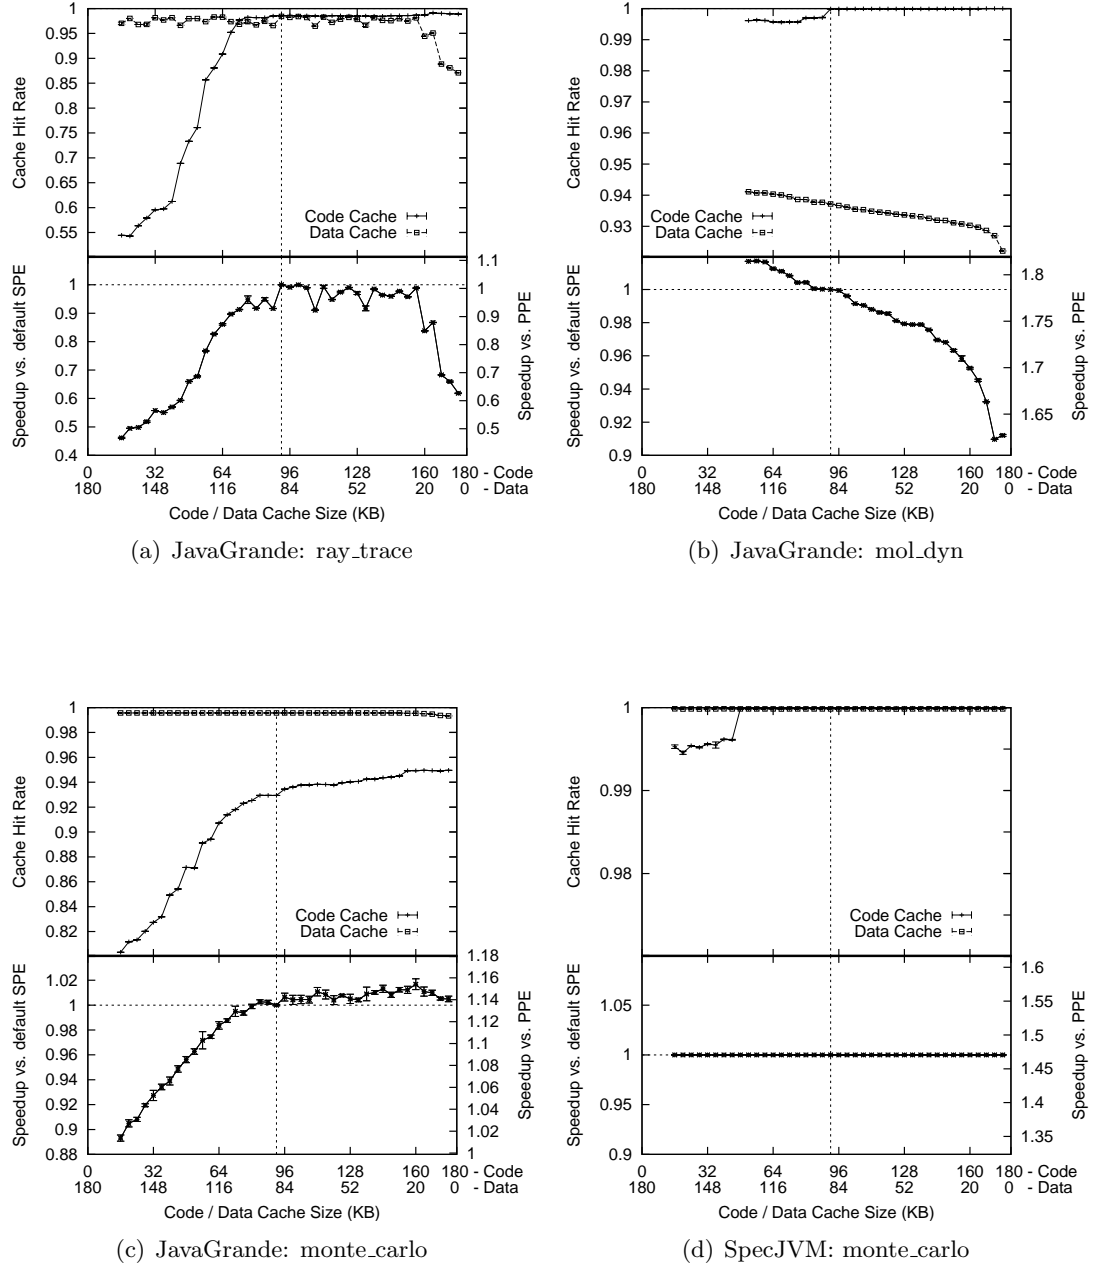 1
0.95
0.9
0.85
0.8
0.75
0.7
0.65
0.6
0.55
Cache Hit Rate
Code Cache
Data Cache
1
0.9
0.8
0.7
0.6
0.5
0.4
Speedup vs. default SPE
1.1
1
0.9
0.8
0.7
0.6
0.5
Speedup vs. PPE
0 32 64 96 128 160 180 - Code
180 148 116 84 52 20 0 - Data
Code / Data Cache Size (KB)
(a) JavaGrande: ray_trace
1
0.99
0.98
0.97
0.96
0.95
0.94
0.93
Cache Hit Rate
Code Cache
Data Cache
1
0.98
0.96
0.94
0.92
0.9
Speedup vs. default SPE
1.8
1.75
1.7
1.65
Speedup vs. PPE
0 32 64 96 128 160 180 - Code
180 148 116 84 52 20 0 - Data
Code / Data Cache Size (KB)
(b) JavaGrande: mol_dyn
1
0.98
0.96
0.94
0.92
0.9
0.88
0.86
0.84
0.82
Cache Hit Rate
Code Cache
Data Cache
1.02
1
0.98
0.96
0.94
0.92
0.9
0.88
Speedup vs. default SPE
1.18
1.16
1.14
1.12
1.1
1.08
1.06
1.04
1.02
1
Speedup vs. PPE
0 32 64 96 128 160 180 - Code
180 148 116 84 52 20 0 - Data
Code / Data Cache Size (KB)
(c) JavaGrande: monte_carlo
1
0.99
0.98
Cache Hit Rate
Code Cache
Data Cache
1.05
1
0.95
0.9
Speedup vs. default SPE
1.6
1.55
1.5
1.45
1.4
1.35
Speedup vs. PPE
0 32 64 96 128 160 180 - Code
180 148 116 84 52 20 0 - Data
Code / Data Cache Size (KB)
(d) SpecJVM: monte_carlo